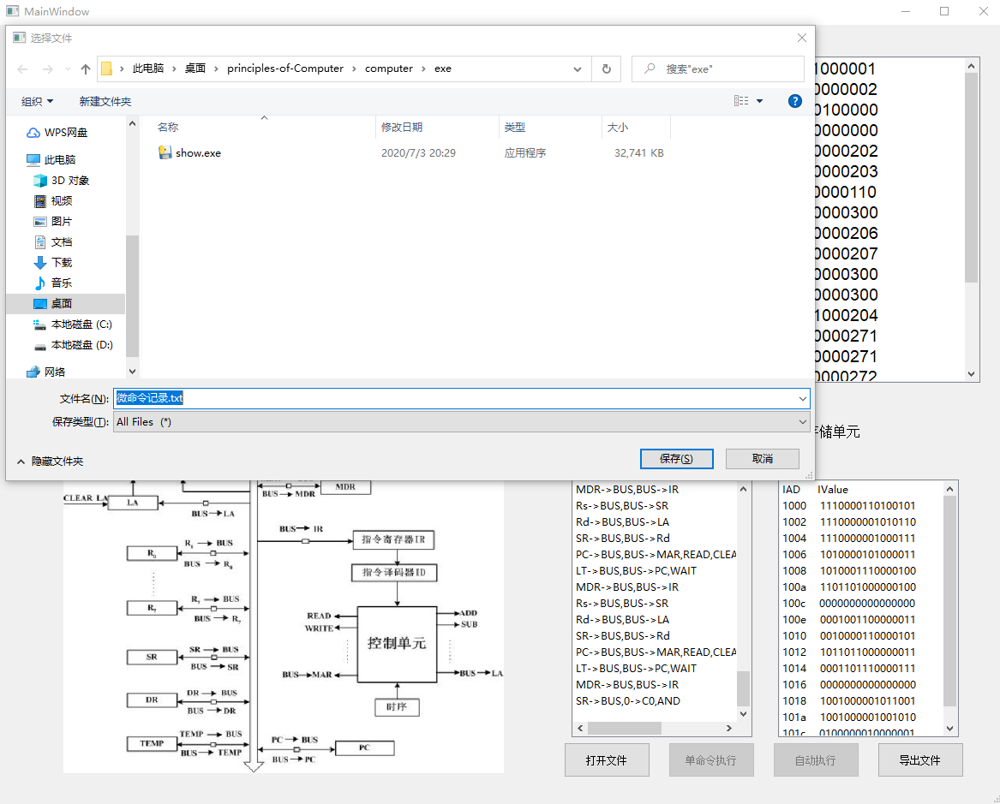 MainWindow
选择文件
此电脑 > 桌面 > principles-of-Computer > computer > exe
搜索"exe"
组织
新建文件夹
WPS网盘
此电脑
3D 对象
视频
图片
文档
下载
音乐
桌面
本地磁盘 (C:)
本地磁盘 (D:)
网络
名称 修改日期 类型 大小
show.exe 2020/7/3 20:29 应用程序 32,741 KB
文件名(N): 微命令记录.txt
保存类型(T): All Files (*)
隐藏文件夹
保存(S)
取消
1000001
0000002
0100000
0000000
0000202
0000203
0000110
0000300
0000206
0000207
0000300
0000300
1000204
0000271
0000271
0000272
存储单元
CLEAR LA
LA
BUS→LA
BUS→MDR
MDR
BUS→IR
指令寄存器IR
指令译码器ID
R0
R1→BUS
BUS→R0
R7
R7→BUS
BUS→R7
SR
SR→BUS
BUS→SR
DR
DR→BUS
BUS→DR
TEMP
TEMP→BUS
BUS→TEMP
READ
WRITE
控制单元
ADD
SUB
BUS→MAR
BUS→LA
时序
PC→BUS
BUS→PC
PC
MDR->BUS,BUS->IR
Rs->BUS,BUS->SR
Rd->BUS,BUS->LA
SR->BUS,BUS->Rd
PC->BUS,BUS->MAR,READ,CLEA
LT->BUS,BUS->PC,WAIT
MDR->BUS,BUS->IR
Rs->BUS,BUS->SR
Rd->BUS,BUS->LA
SR->BUS,BUS->Rd
PC->BUS,BUS->MAR,READ,CLEA
LT->BUS,BUS->PC,WAIT
MDR->BUS,BUS->IR
SR->BUS,0->C0,AND
IAD IValue
1000 1110000110100101
1002 1110000001010110
1004 1110000001000111
1006 1010000101000011
1008 1010001110000100
100a 1101101000000100
100c 0000000000000000
100e 0001001100000011
1010 0010000110000101
1012 1011011000000011
1014 0001101110000111
1016 0000000000000000
1018 1001000001011001
101a 1001000001001010
101c 0100000010000001
打开文件
单命令执行
自动执行
导出文件